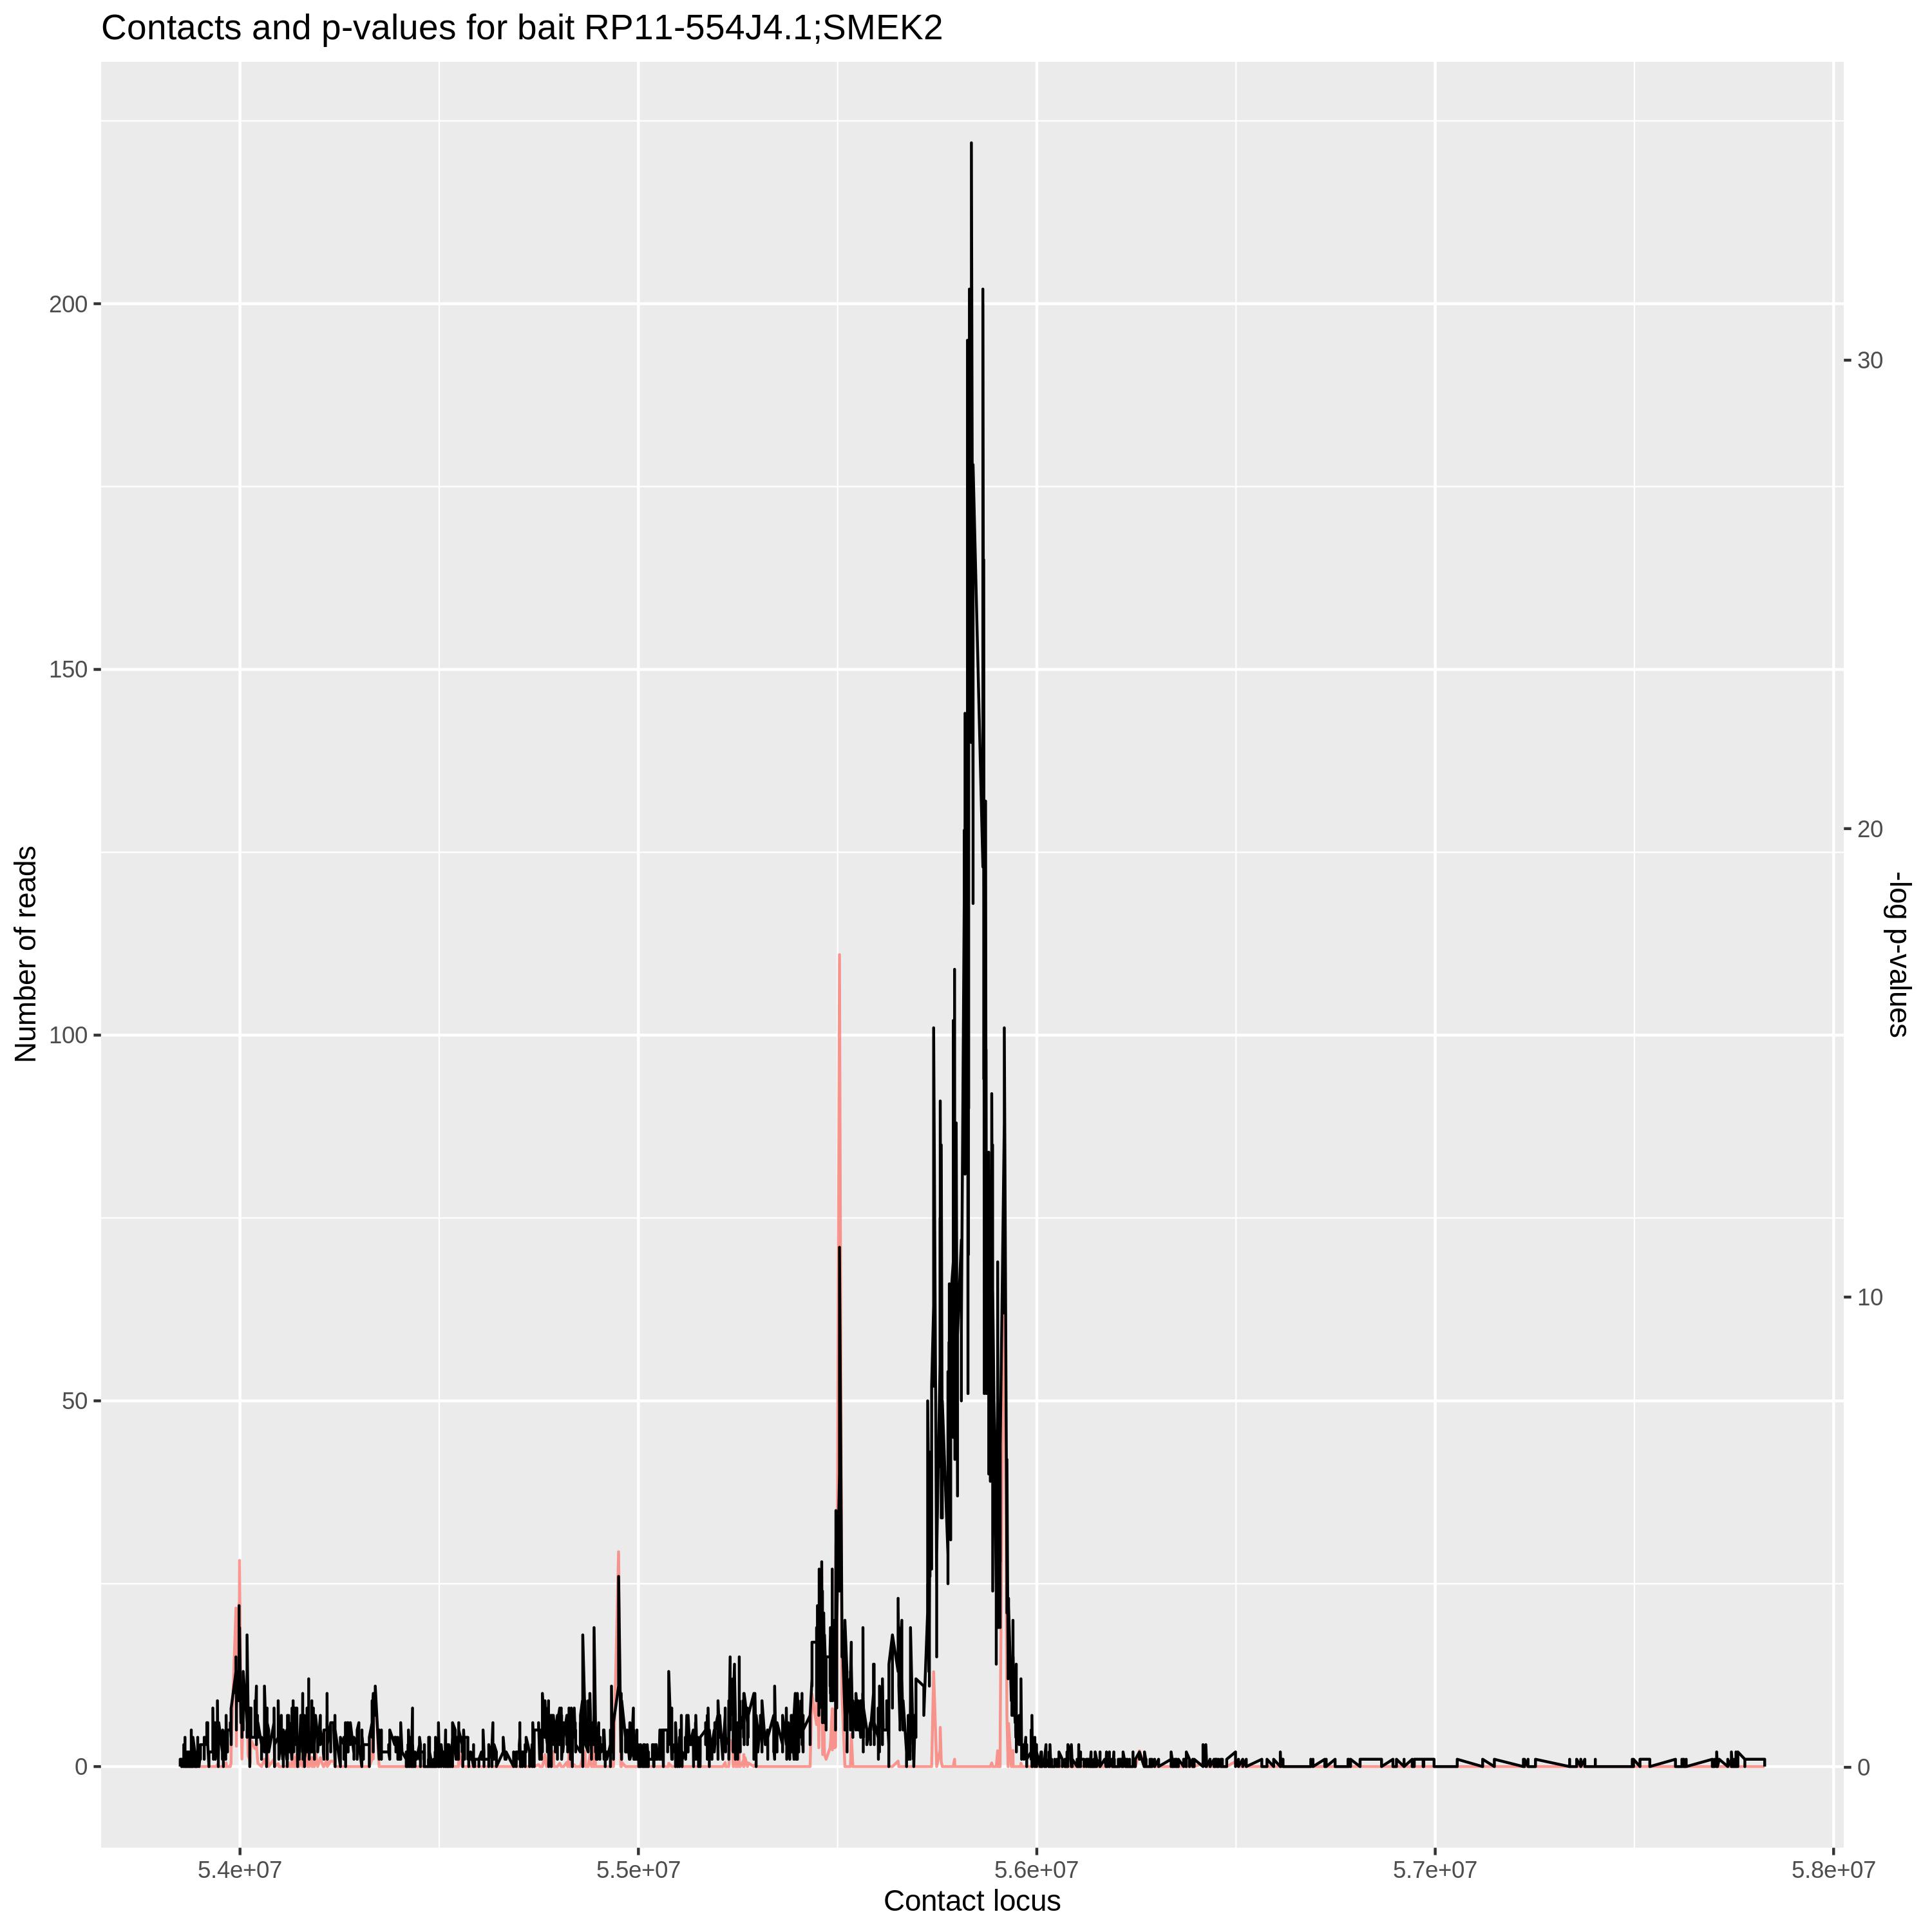 Contacts and p-values for bait RP11-554J4.1;SMEK2
200
150
100
50
0
Number of reads
30
20
10
0
-log p-values
5.4e+07
5.5e+07
5.6e+07
5.7e+07
5.8e+07
Contact locus